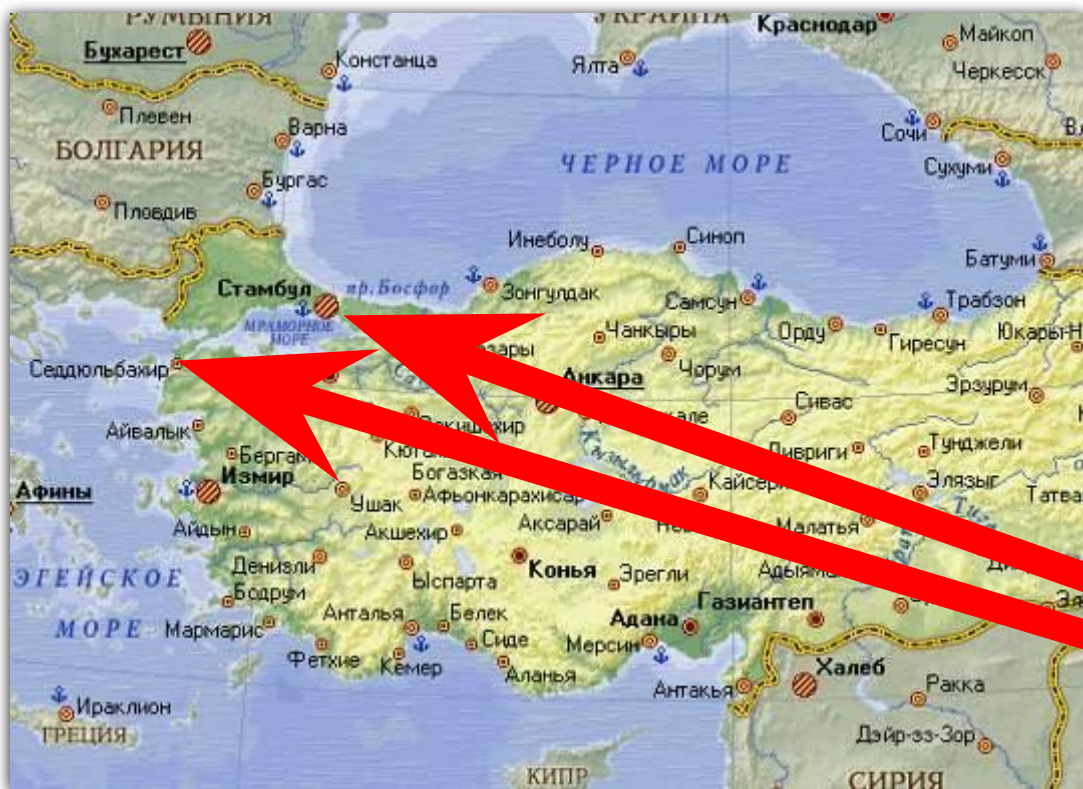 РУМЫНИЯ
УКРАИНА
Краснодар
Майкоп
Бухарест
Констанца
Ялта
Черкесск
Плевен
Варна
Сочи
БОЛГАРИЯ
ЧЕРНОЕ МОРЕ
Сухуми
Бургас
Пловдив
Инеболу
Синоп
Батуми
Стамбул
пр. Босфор
Зонгулдак
Самсун
Трабзон
МРАМОРНОЕ
МОРЕ
Чанкыры
Орду
Гиресун
Седдюльбахир
Анкара
Чорум
Эрзурум
Сивас
Айвалык
Бергам
Дивриги
Тунджели
Кызылырмак
Измир
Богазкая
Кайсери
Элязыг
Афины
Ушак
Афьонкарахисар
Татва
Айдын
Акшехир
Аксарай
Малатья
Тигр
ЭГЕЙСКОЕ
МОРЕ
Денизли
Ыспарта
Конья
Эрегли
Адыяма
Бодрум
Анталья
Белек
Адана
Газиантеп
Мармарис
Сиде
Мерсин
Фетхие
Кемер
Аланья
Антакья
Халеб
Ракка
Ираклион
ГРЕЦИЯ
Дэйр-эз-Зор
КИПР
СИРИЯ